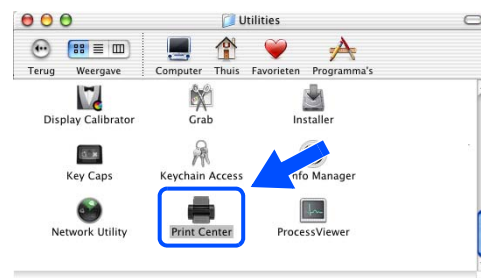 Utilities
Terug Weergave Computer Thuis Favorieten Programma's
Display Calibrator Grab Installer
Key Caps Keychain Access nfo Manager
Network Utility Print Center ProcessViewer